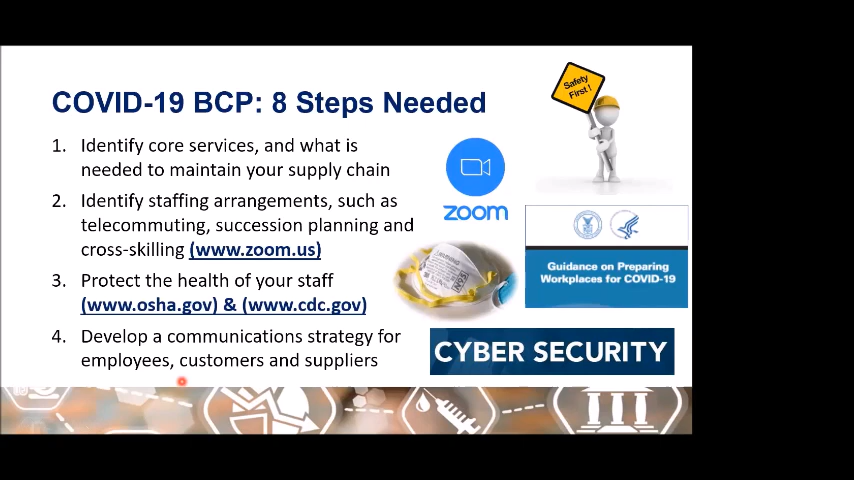 COVID-19 BCP: 8 Steps Needed
1. Identify core services, and what is
needed to maintain your supply chain
2. Identify staffing arrangements, such as
telecommuting, succession planning and
cross-skilling (www.zoom.us)
3. Protect the health of your staff
(www.osha.gov) & (www.cdc.gov)
4. Develop a communications strategy for
employees, customers and suppliers
Safety
First!
zoom
Guidance on Preparing
Workplaces for COVID-19
N95
CYBER SECURITY